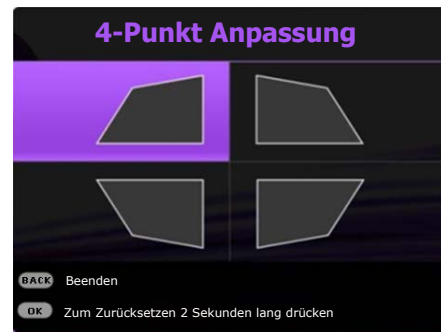 4-Punkt Anpassung
BACK Beenden
OK Zum Zurücksetzen 2 Sekunden lang drücken